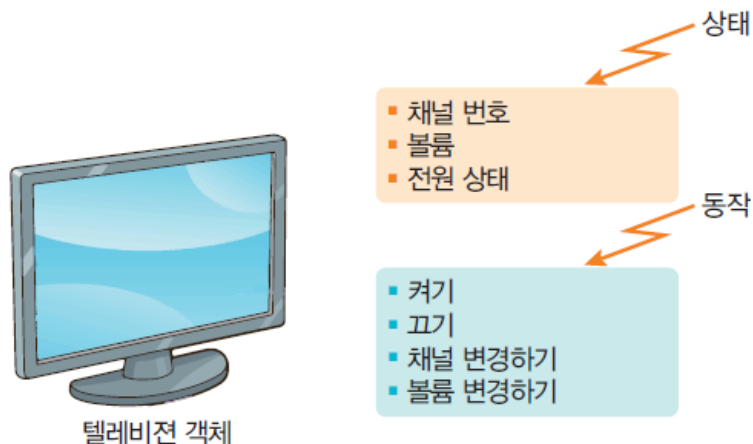 상태
▪ 채널 번호
▪ 볼륨
▪ 전원 상태
동작
▪ 켜기
▪ 끄기
▪ 채널 변경하기
▪ 볼륨 변경하기
텔레비젼 객체